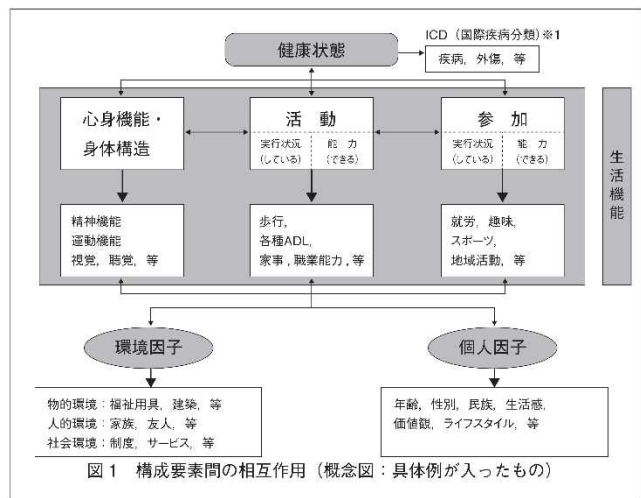 ICD（国際疾病分類）※1
健康状態
疾病, 外傷, 等
心身機能・
身体構造
活 動
実行状況
(している)
能 力
(できる)
参 加
実行状況
(している)
能 力
(できる)
生活機能
精神機能
運動機能
視覚, 聴覚, 等
歩行,
各種ADL,
家事, 職業能力, 等
就労, 趣味,
スポーツ,
地域活動, 等
環境因子
個人因子
物的環境：福祉用具, 建築, 等
人的環境：家族, 友人, 等
社会環境：制度, サービス, 等
年齢, 性別, 民族, 生活感,
価値観, ライフスタイル, 等
図1 構成要素間の相互作用（概念図：具体例が入ったもの）